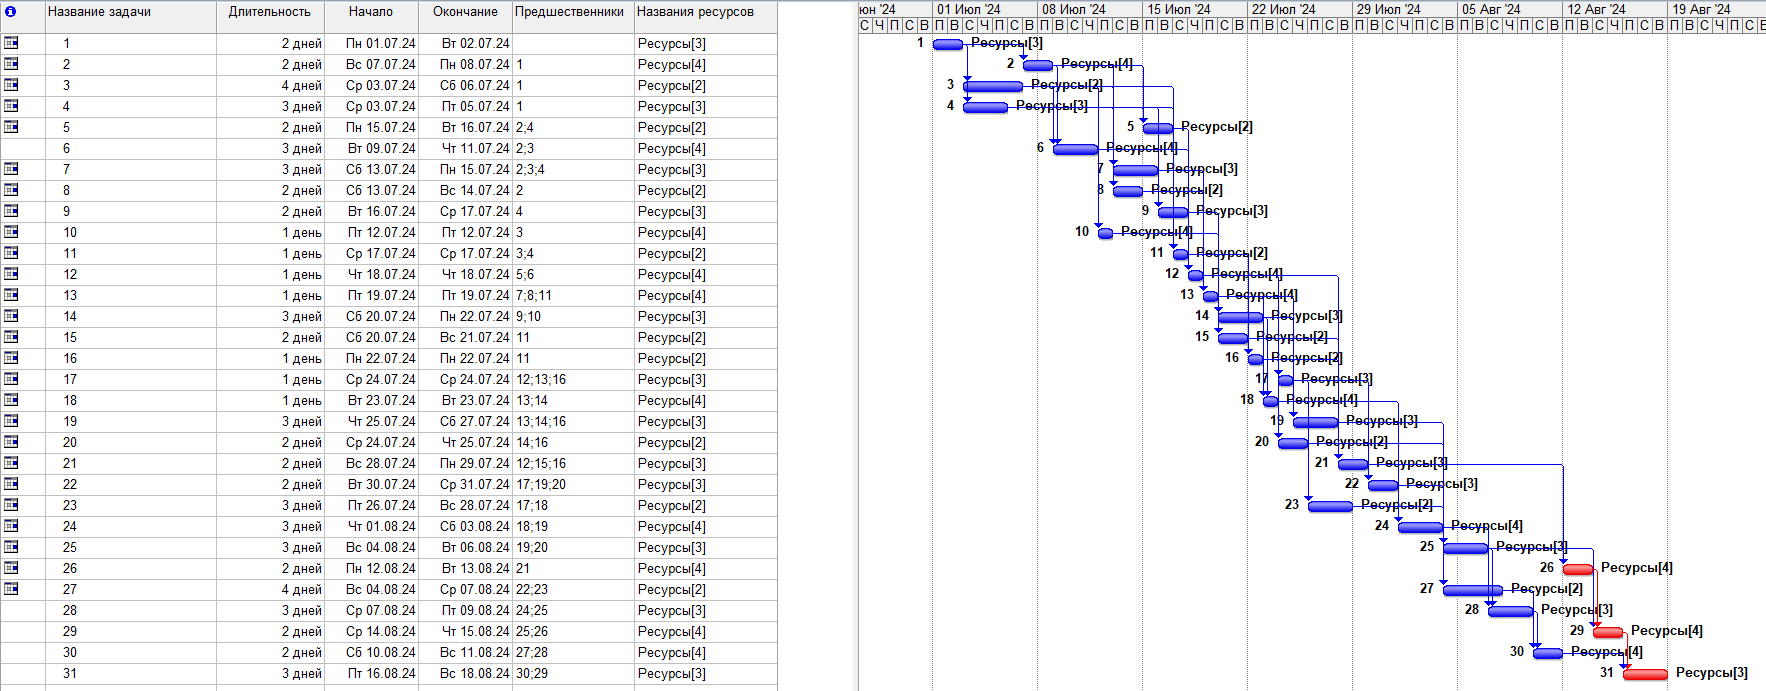 Название задачи Длительность Начало Окончание Предшественники Названия ресурсов
1 2 дней Пн 01.07.24 Вт 02.07.24 Ресурсы[3]
2 2 дней Вс 07.07.24 Пн 08.07.24 1 Ресурсы[4]
3 4 дней Ср 03.07.24 Сб 06.07.24 1 Ресурсы[2]
4 3 дней Ср 03.07.24 Пт 05.07.24 1 Ресурсы[3]
5 2 дней Пн 15.07.24 Вт 16.07.24 2;4 Ресурсы[2]
6 3 дней Вт 09.07.24 Чт 11.07.24 2;3 Ресурсы[4]
7 3 дней Сб 13.07.24 Пн 15.07.24 2;3;4 Ресурсы[3]
8 2 дней Сб 13.07.24 Вс 14.07.24 2 Ресурсы[2]
9 2 дней Вт 16.07.24 Ср 17.07.24 4 Ресурсы[3]
10 1 день Пт 12.07.24 Пт 12.07.24 3 Ресурсы[4]
11 1 день Ср 17.07.24 Ср 17.07.24 3;4 Ресурсы[2]
12 1 день Чт 18.07.24 Чт 18.07.24 5;6 Ресурсы[4]
13 1 день Пт 19.07.24 Пт 19.07.24 7;8;11 Ресурсы[4]
14 3 дней Сб 20.07.24 Пн 22.07.24 9;10 Ресурсы[3]
15 2 дней Сб 20.07.24 Вс 21.07.24 11 Ресурсы[2]
16 1 день Пн 22.07.24 Пн 22.07.24 11 Ресурсы[2]
17 1 день Ср 24.07.24 Ср 24.07.24 12;13;16 Ресурсы[3]
18 1 день Вт 23.07.24 Вт 23.07.24 13;14 Ресурсы[4]
19 3 дней Чт 25.07.24 Сб 27.07.24 13;14;16 Ресурсы[3]
20 2 дней Ср 24.07.24 Чт 25.07.24 14;16 Ресурсы[2]
21 2 дней Вс 28.07.24 Пн 29.07.24 12;15;16 Ресурсы[3]
22 2 дней Вт 30.07.24 Ср 31.07.24 17;19;20 Ресурсы[3]
23 3 дней Пт 26.07.24 Вс 28.07.24 17;18 Ресурсы[2]
24 3 дней Чт 01.08.24 Сб 03.08.24 18;19 Ресурсы[4]
25 3 дней Вс 04.08.24 Вт 06.08.24 19;20 Ресурсы[3]
26 2 дней Пн 12.08.24 Вт 13.08.24 21 Ресурсы[4]
27 4 дней Вс 04.08.24 Ср 07.08.24 22;23 Ресурсы[2]
28 3 дней Ср 07.08.24 Пт 09.08.24 24;25 Ресурсы[3]
29 2 дней Ср 14.08.24 Чт 15.08.24 25;26 Ресурсы[4]
30 2 дней Сб 10.08.24 Вс 11.08.24 27;28 Ресурсы[4]
31 3 дней Пт 16.08.24 Вс 18.08.24 30;29 Ресурсы[3]
юн '24 01 Июл '24 08 Июл '24 15 Июл '24 22 Июл '24 29 Июл '24 05 Авг '24 12 Авг '24 19 Авг '24
С Ч П С В П В С Ч П С В П В С Ч П С В П В С Ч П С В П В С Ч П С В П В С Ч П С В П В С Ч П С В П В С Ч П С В П В С Ч П С В
1 Ресурсы[3]
2 Ресурсы[4]
3 Ресурсы[2]
4 Ресурсы[3]
5 Ресурсы[2]
6 Ресурсы[4]
7 Ресурсы[3]
8 Ресурсы[2]
9 Ресурсы[3]
10 Ресурсы[4]
11 Ресурсы[2]
12 Ресурсы[4]
13 Ресурсы[4]
14 Ресурсы[3]
15 Ресурсы[2]
16 Ресурсы[2]
17 Ресурсы[3]
18 Ресурсы[4]
19 Ресурсы[3]
20 Ресурсы[2]
21 Ресурсы[3]
22 Ресурсы[3]
23 Ресурсы[2]
24 Ресурсы[4]
25 Ресурсы[3]
26 Ресурсы[4]
27 Ресурсы[2]
28 Ресурсы[3]
29 Ресурсы[4]
30 Ресурсы[4]
31 Ресурсы[3]